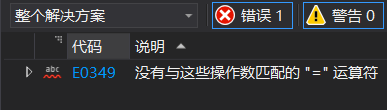 整个解决方案 错误 1 警告 0
代码 说明
abc E0349 没有与这些操作数匹配的 "=" 运算符